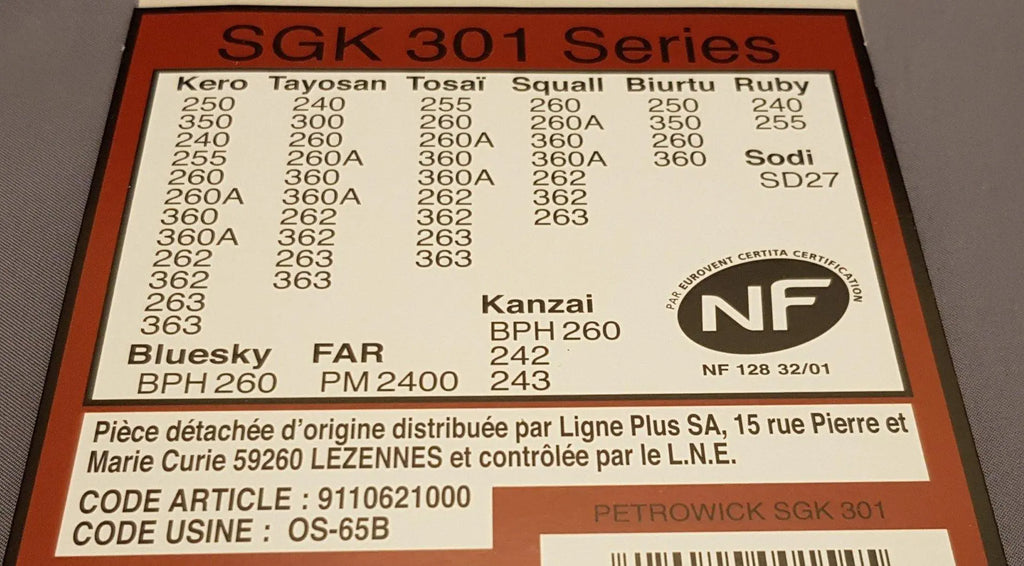 SGK 301 Series
Kero Tayosan Tosaï Squall Biurtu Ruby
250 240 255 260 250 240
350 300 260 260A 350 255
240 260 260A 360 260
255 260A 360 360A 360 Sodi
260 360 360A 262 SD27
260A 360A 262 362
360 262 362 263
360A 362 263
262 263 363
362 363
263
363
Kanzai
BPH 260
242
243
Bluesky FAR
BPH 260 PM 2400
PAR EUROVENT CERTITA CERTIFICATION
NF
NF 128 32/01
Pièce détachée d'origine distribuée par Ligne Plus SA, 15 rue Pierre et
Marie Curie 59260 LEZENNES et contrôlée par le L.N.E.
CODE ARTICLE : 9110621000
CODE USINE : OS-65B
PETROWICK SGK 301